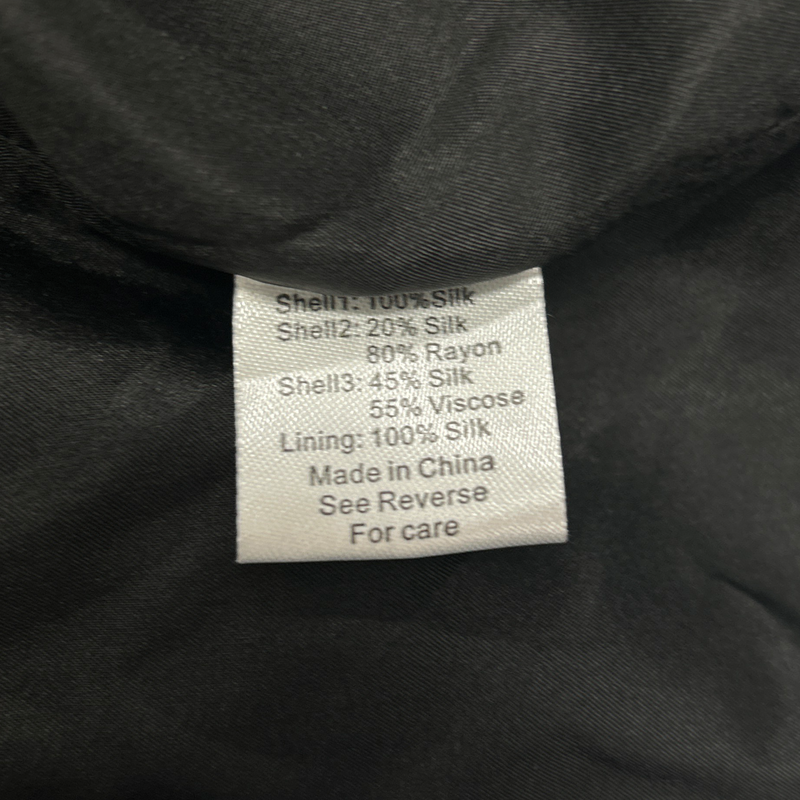 Shell1: 100%Silk
Shell2: 20% Silk
80% Rayon
Shell3: 45% Silk
55% Viscose
Lining: 100% Silk
Made in China
See Reverse
For care